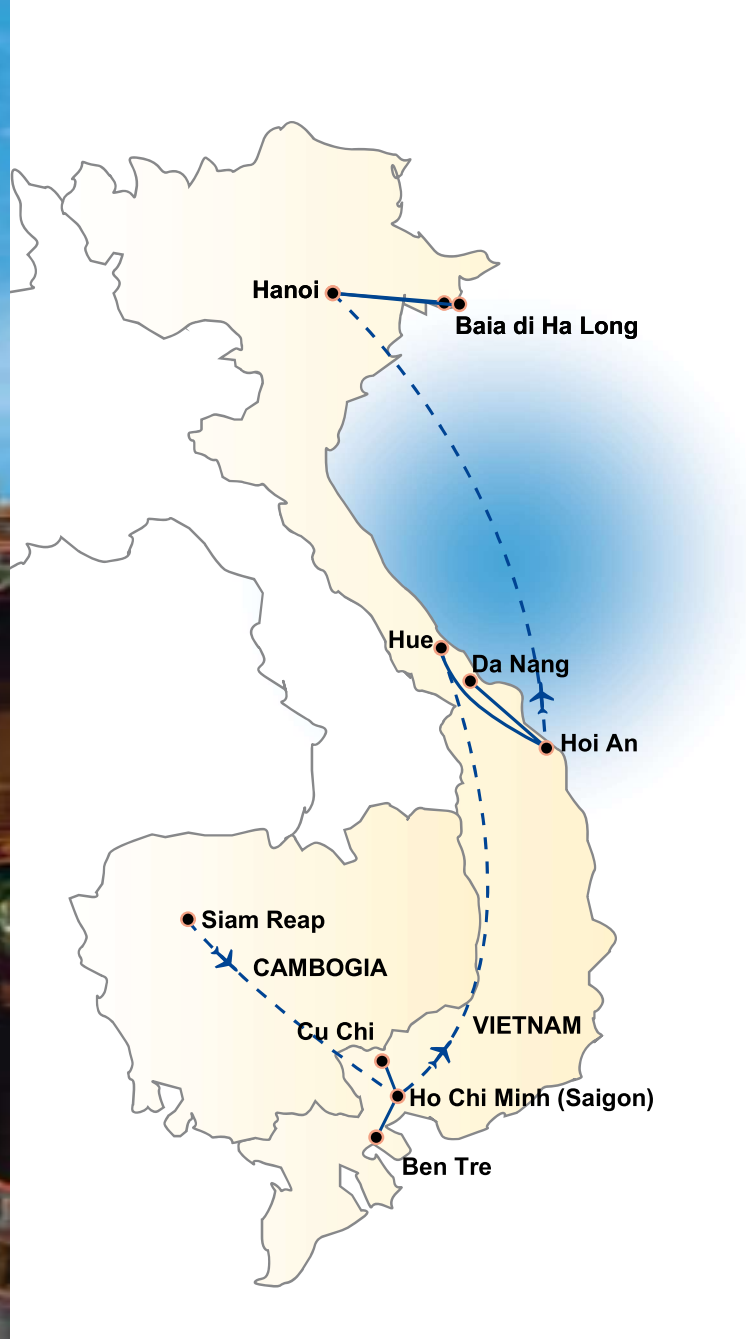 Hanoi
Baia di Ha Long
Hue
Da Nang
Hoi An
Siam Reap
CAMBOGIA
VIETNAM
Cu Chi
Ho Chi Minh (Saigon)
Ben Tre